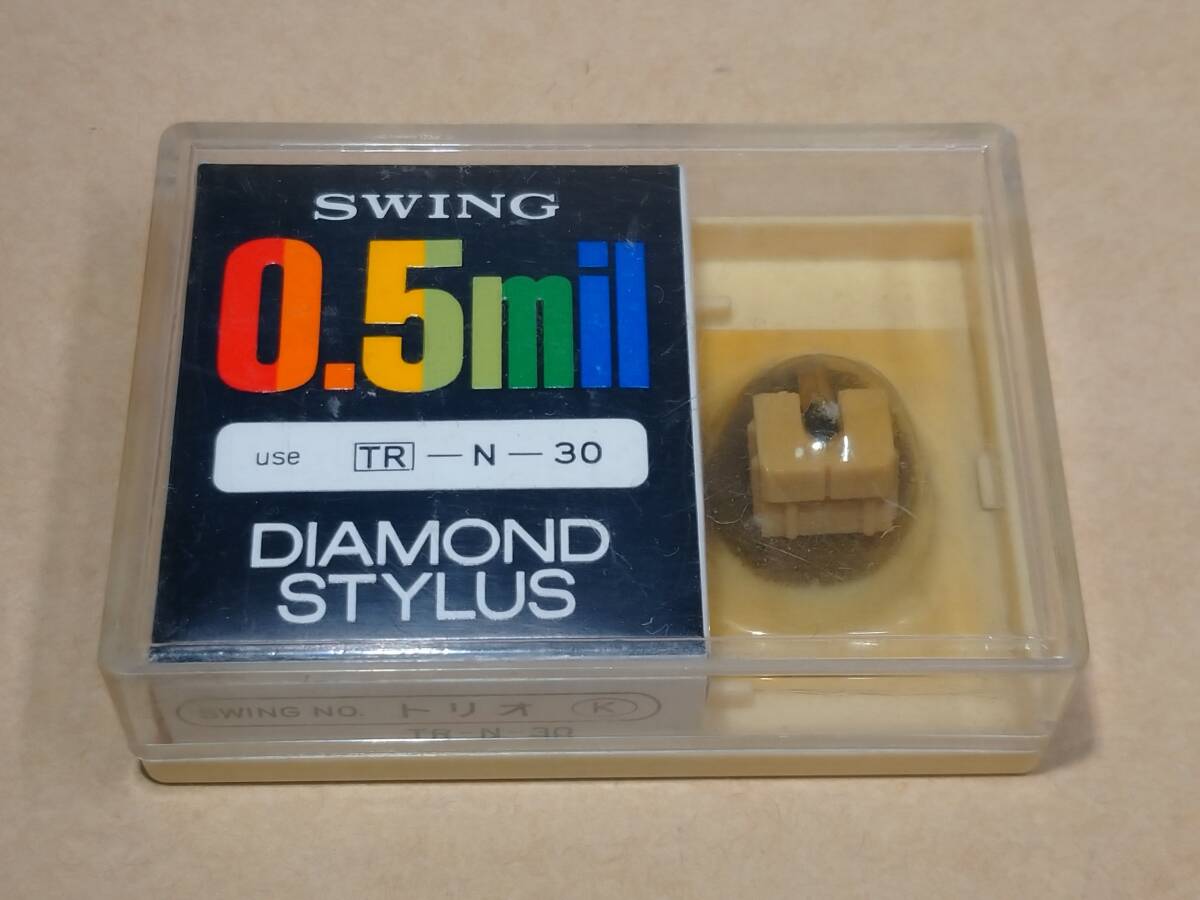 SWING
0.5mil
use TR-N-30
DIAMOND
STYLUS
SWING NO. トリオ K
TR-N-30